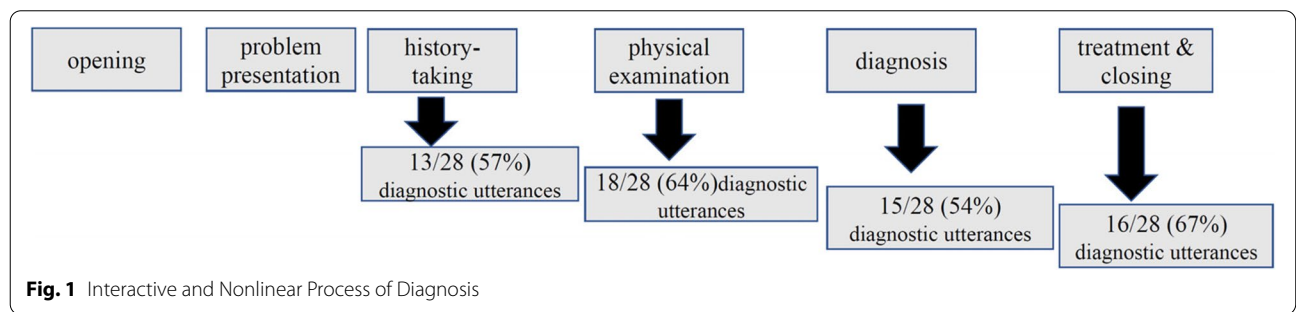 opening
problem
presentation
history-
taking
physical
examination
diagnosis
treatment &
closing
13/28 (57%)
diagnostic utterances
18/28 (64%)diagnostic
utterances
15/28 (54%)
diagnostic utterances
16/28 (67%)
diagnostic utterances
Fig. 1 Interactive and Nonlinear Process of Diagnosis